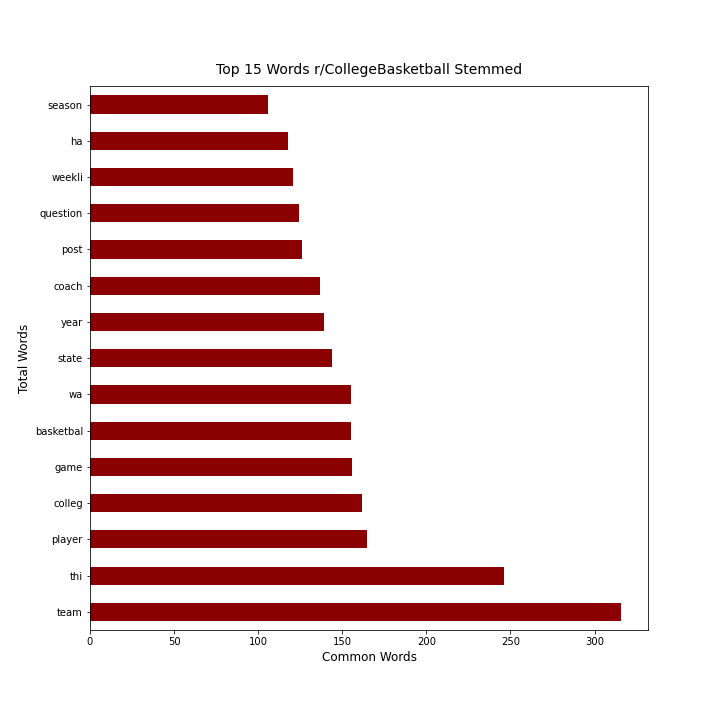 Top 15 Words r/CollegeBasketball Stemmed
season
ha
weekli
question
post
coach
year
state
wa
basketbal
game
colleg
player
thi
team
Total Words
0 50 100 150 200 250 300
Common Words